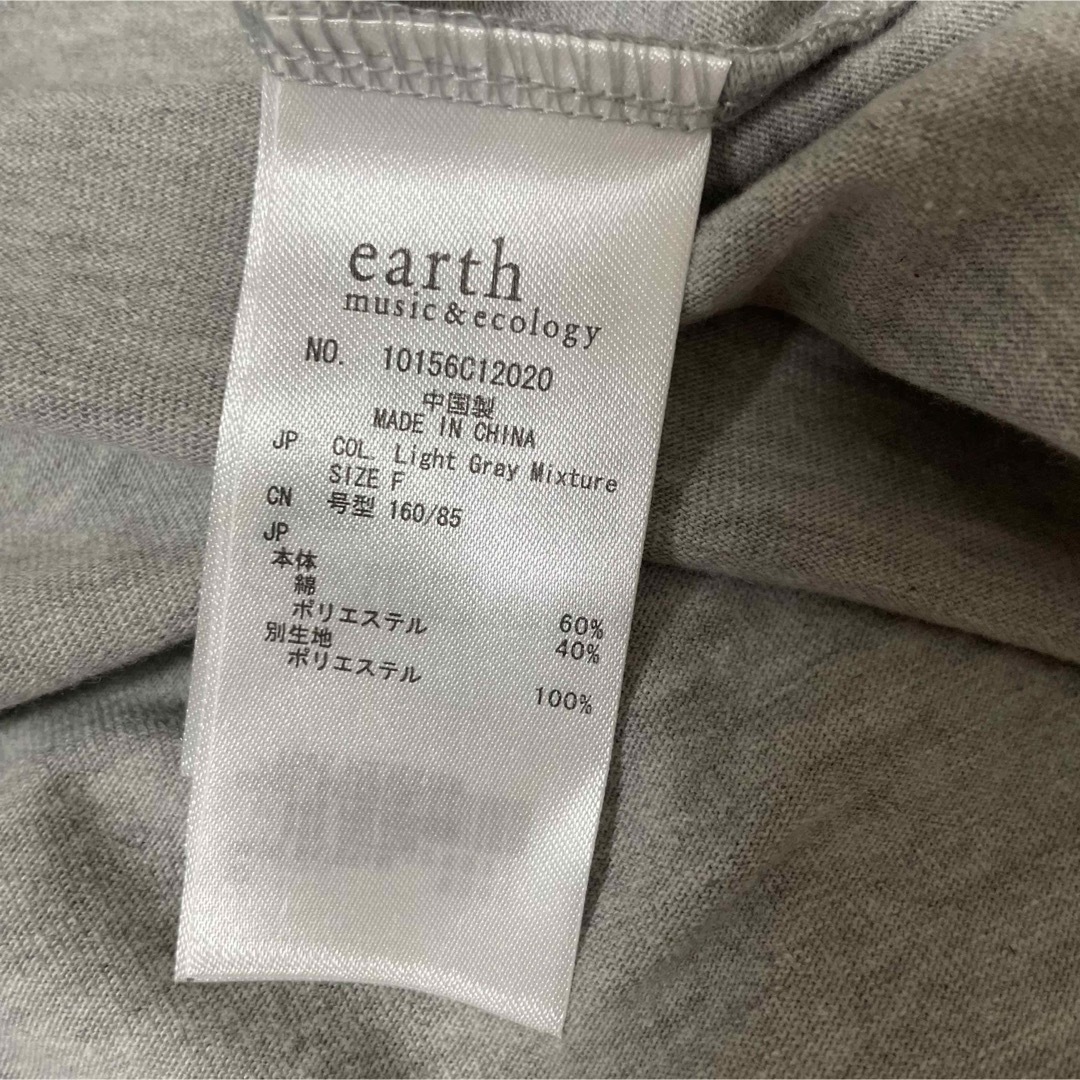 earth
music&ecology
NO. 10156C12020
中国製
MADE IN CHINA
JP COL. Light Gray Mixture
SIZE F
CN 号型 160/85
JP
本体
綿 60%
ポリエステル 40%
別生地
ポリエステル 100%